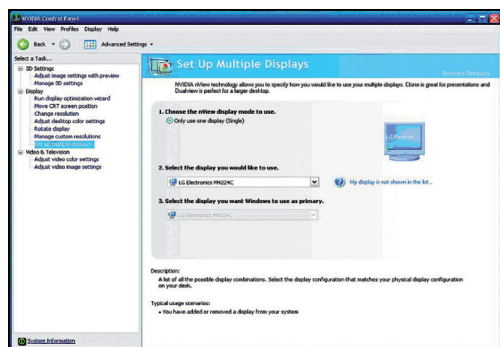 NVIDIA Control Panel
File Edit View Profiles Display Help
Back Advanced Settings
Select a Task...
3D Settings
Adjust image settings with preview
Manage 3D settings
Display
Run display optimization wizard
Move CRT screen position
Change resolution
Adjust desktop color settings
Rotate display
Manage custom resolutions
Set up multiple displays
Video & Television
Adjust video color settings
Adjust video image settings
System Information
Set Up Multiple Displays
Restore Defaults
NVIDIA nView technology allows you to specify how you would like to use your multiple displays. Clone is great for presentations and
Dualview is perfect for a larger desktop.
1. Choose the nView display mode to use.
Only use one display (Single)
2. Select the display you would like to use.
LG Electronics M4224C
My display is not shown in the list...
3. Select the display you want Windows to use as primary.
LG Electronics M4224C
Description:
A list of all the possible display combinations. Select the display configuration that matches your physical display configuration
on your desk.
Typical usage scenarios:
• You have added or removed a display from your system